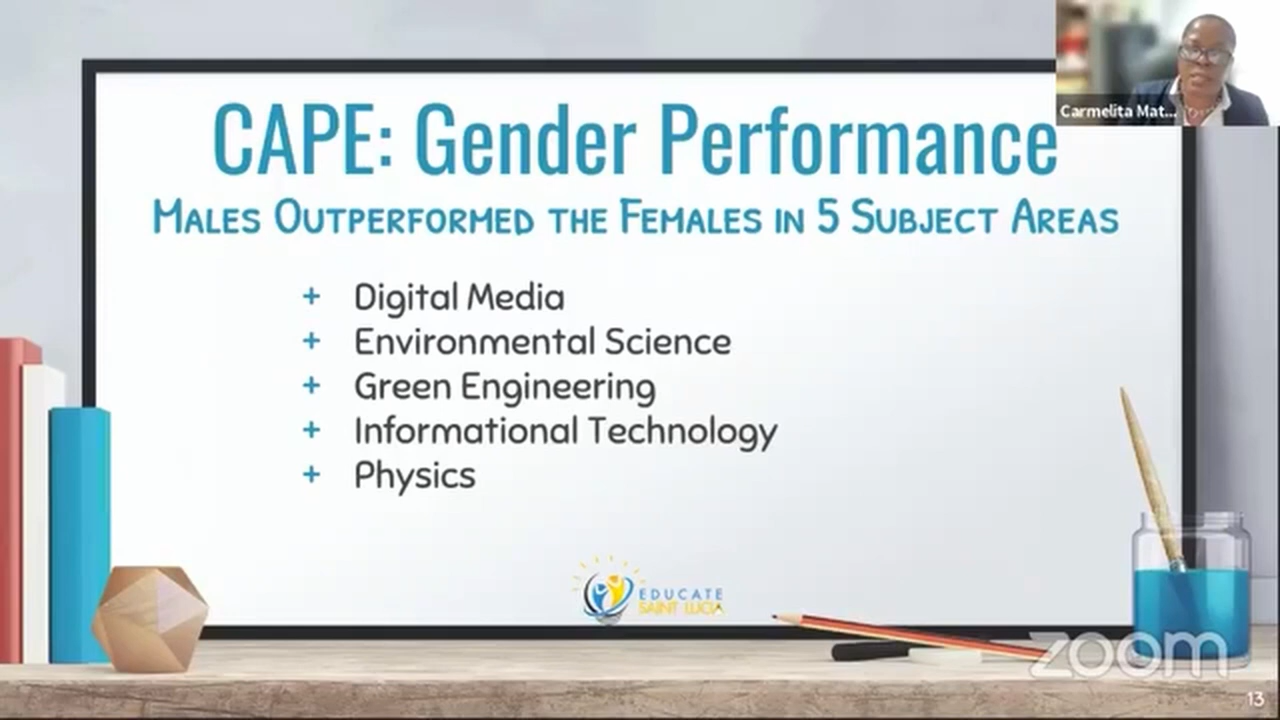 Carmelita Mat...
CAPE: Gender Performance
MALES OUTPERFORMED THE FEMALES IN 5 SUBJECT AREAS
+ Digital Media
+ Environmental Science
+ Green Engineering
+ Informational Technology
+ Physics
EDUCATE
SAINT LUCIA
zoom
13